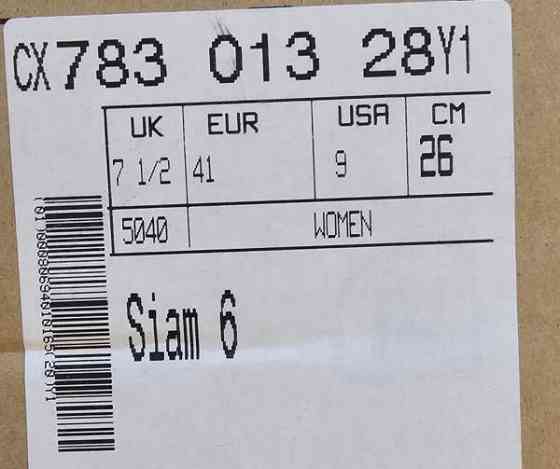 CX783 013 28Y1
UK EUR USA CM
7 1/2 41 9 26
5040 WOMEN
Siam 6